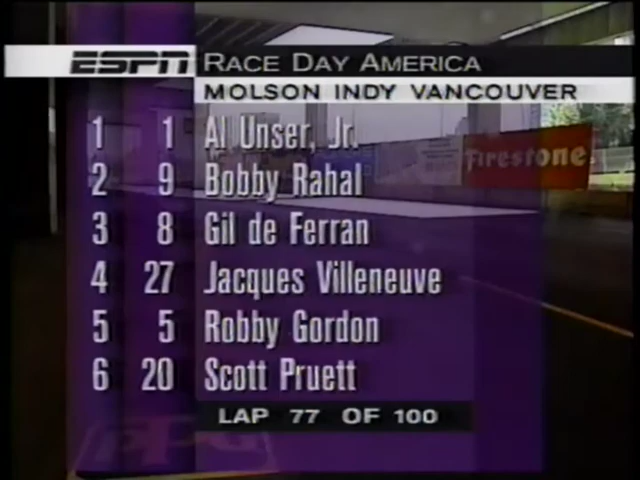 ESPN RACE DAY AMERICA
MOLSON INDY VANCOUVER
1 1 Al Unser, Jr.
2 9 Bobby Rahal
3 8 Gil de Ferran
4 27 Jacques Villeneuve
5 5 Robby Gordon
6 20 Scott Pruett
LAP 77 OF 100
Firestone
PPG